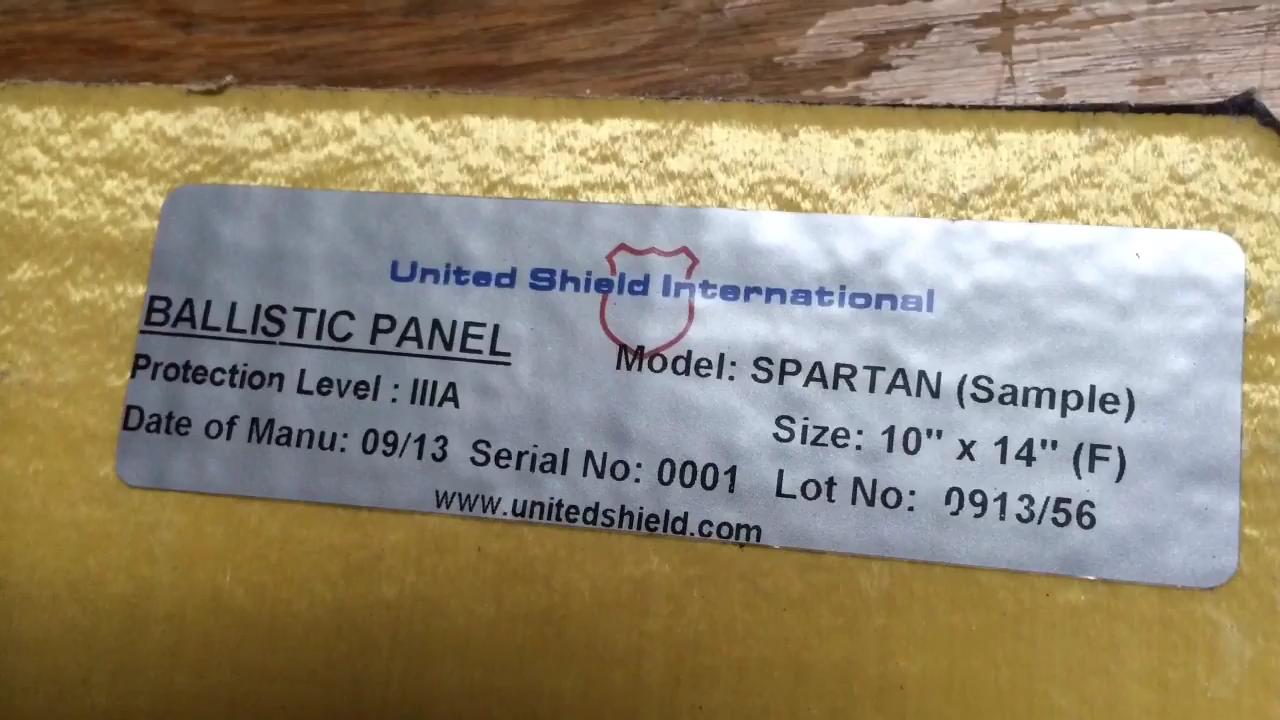 United Shield International
BALLISTIC PANEL
Model: SPARTAN (Sample)
Protection Level : IIIA
Size: 10" x 14" (F)
Date of Manu: 09/13 Serial No: 0001 Lot No: 0913/56
www.unitedshield.com